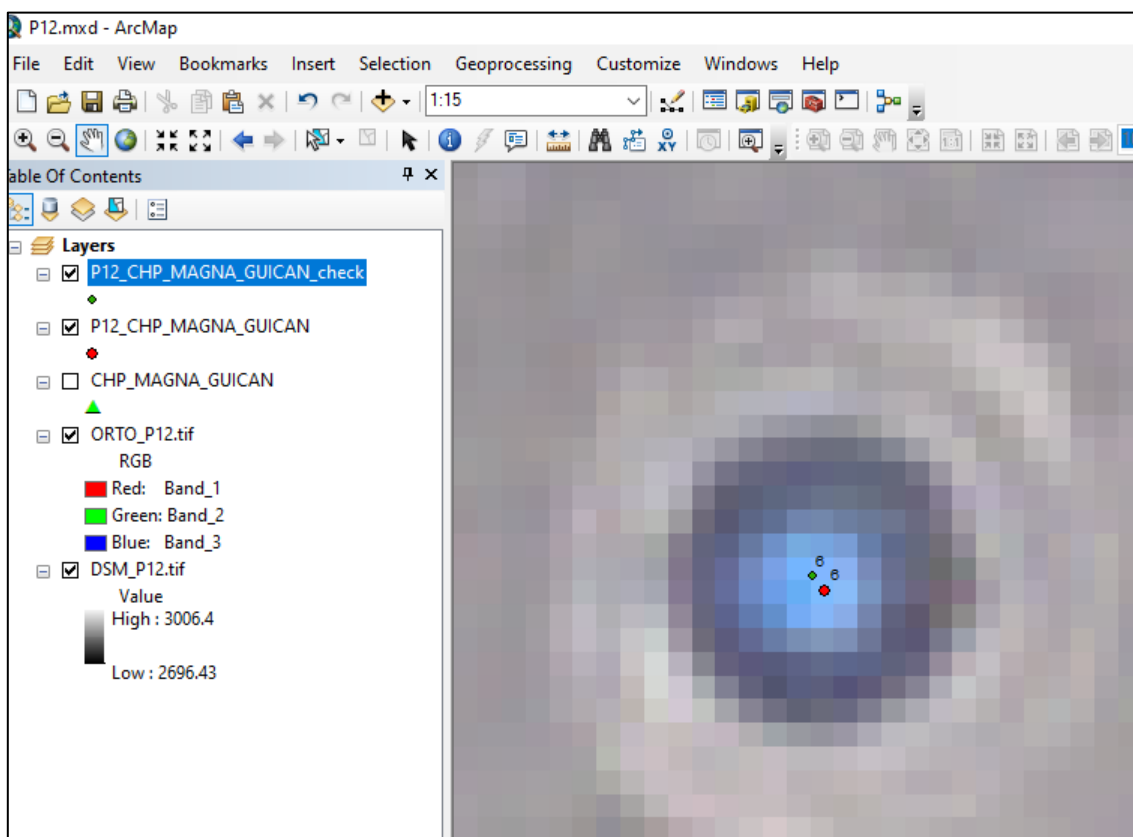 P12.mxd - ArcMap
File Edit View Bookmarks Insert Selection Geoprocessing Customize Windows Help
1:15
Table Of Contents
Layers
P12_CHP_MAGNA_GUICAN_check
P12_CHP_MAGNA_GUICAN
CHP_MAGNA_GUICAN
ORTO_P12.tif
RGB
Red: Band_1
Green: Band_2
Blue: Band_3
DSM_P12.tif
Value
High : 3006.4
Low : 2696.43
6
6